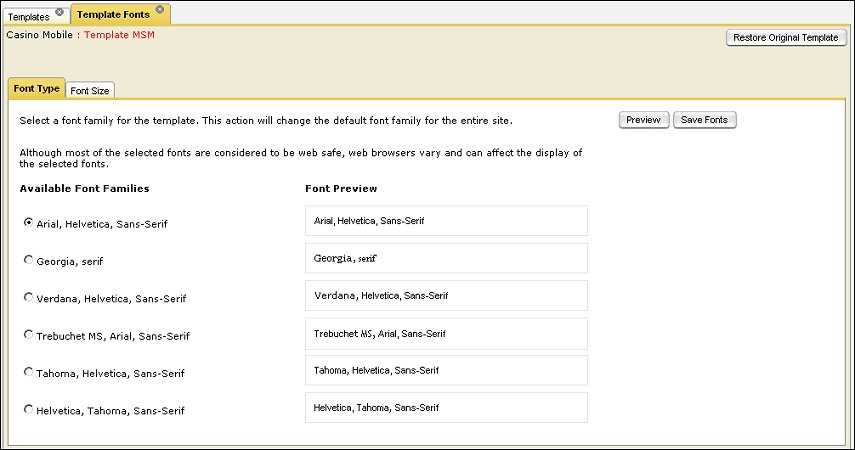 Templates
Template Fonts
Casino Mobile : Template MSM
Restore Original Template
Font Type
Font Size
Select a font family for the template. This action will change the default font family for the entire site.
Preview
Save Fonts
Although most of the selected fonts are considered to be web safe, web browsers vary and can affect the display of
the selected fonts.
Available Font Families
Font Preview
Arial, Helvetica, Sans-Serif
Arial, Helvetica, Sans-Serif
Georgia, serif
Georgia, serif
Verdana, Helvetica, Sans-Serif
Verdana, Helvetica, Sans-Serif
Trebuchet MS, Arial, Sans-Serif
Trebuchet MS, Arial, Sans-Serif
Tahoma, Helvetica, Sans-Serif
Tahoma, Helvetica, Sans-Serif
Helvetica, Tahoma, Sans-Serif
Helvetica, Tahoma, Sans-Serif